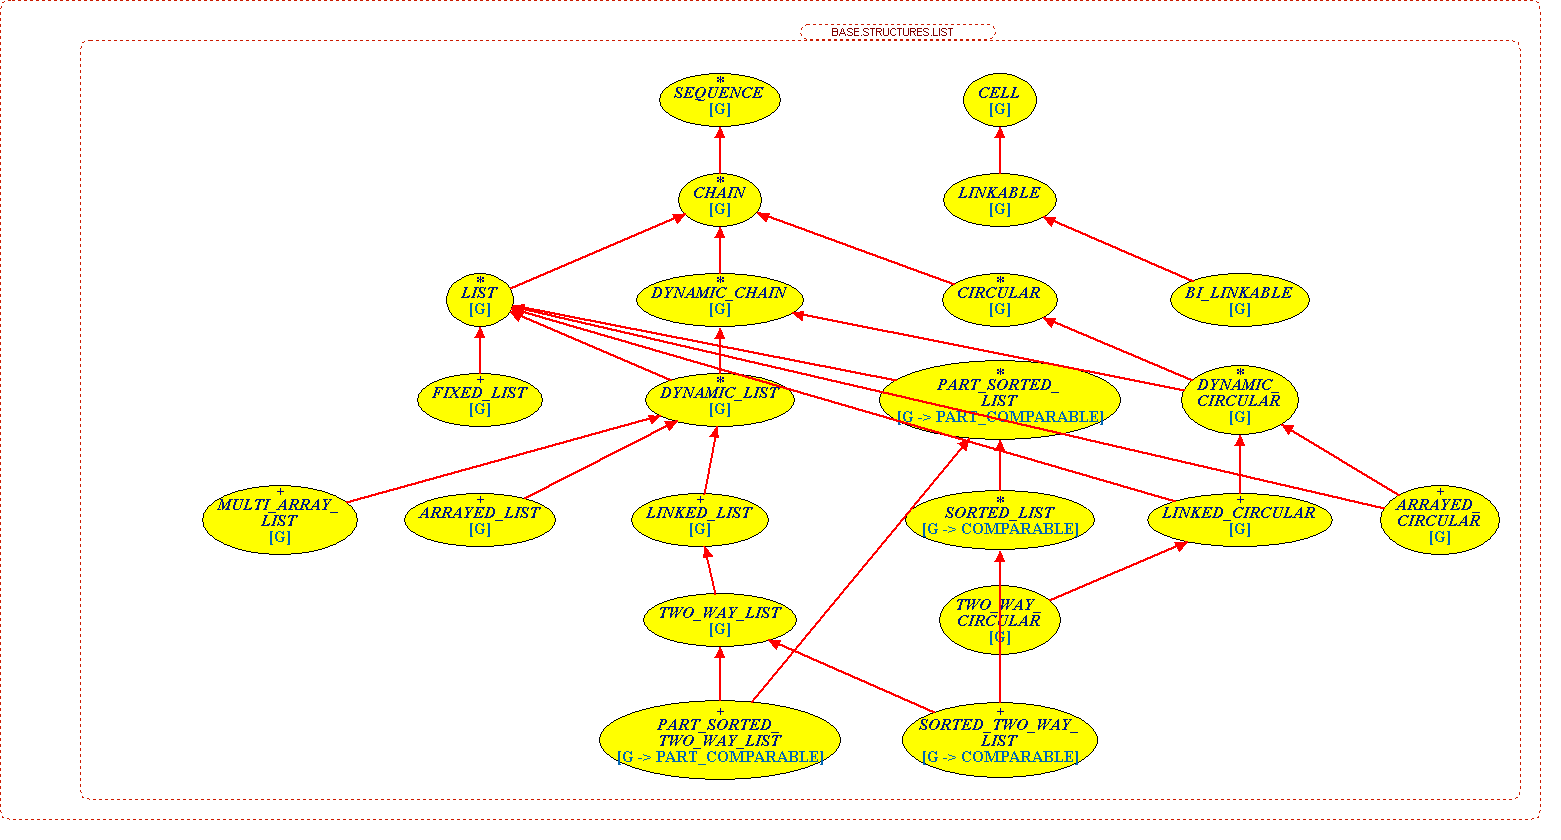 BASE.STRUCTURES.LIST
*
SEQUENCE
[G]
CELL
[G]
*
CHAIN
[G]
LINKABLE
[G]
*
LIST
[G]
*
DYNAMIC_CHAIN
[G]
*
CIRCULAR
[G]
BI_LINKABLE
[G]
+
FIXED_LIST
[G]
*
DYNAMIC_LIST
[G]
*
PART_SORTED_
LIST
[G -> PART_COMPARABLE]
*
DYNAMIC_
CIRCULAR
[G]
+
MULTI_ARRAY_
LIST
[G]
+
ARRAYED_LIST
[G]
+
LINKED_LIST
[G]
*
SORTED_LIST
[G -> COMPARABLE]
+
LINKED_CIRCULAR
[G]
+
ARRAYED_
CIRCULAR
[G]
TWO_WAY_LIST
[G]
TWO_WAY_
CIRCULAR
[G]
+
PART_SORTED_
TWO_WAY_LIST
[G -> PART_COMPARABLE]
+
SORTED_TWO_WAY_
LIST
[G -> COMPARABLE]